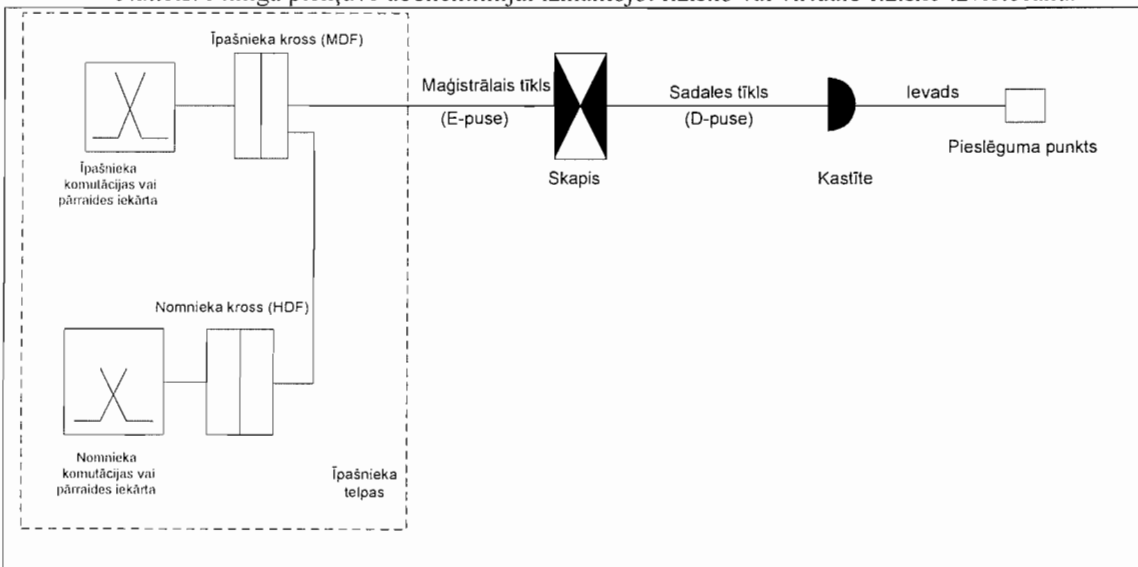 Īpašnieka kross (MDF)
Maģistrālais tīkls
(E-puse)
Sadales tīkls
(D-puse)
Ievads
Pieslēguma punkts
Skapis
Kastīte
Īpašnieka
komutācijas vai
pārraides iekārta
Nomnieka kross (HDF)
Nomnieka
komutācijas vai
pārraides iekārta
Īpašnieka
telpas